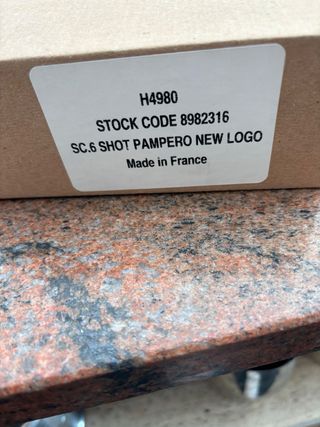 H4980
STOCK CODE 8982316
SC.6 SHOT PAMPERO NEW LOGO
Made in France